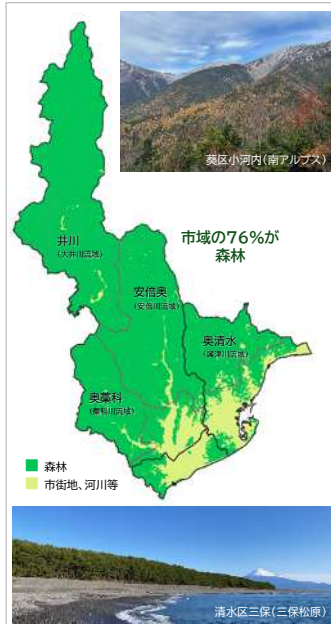 葵区小河内(南アルプス)
市域の76%が
森林
井川
(大井川流域)
安倍奥
(安倍川流域)
奥清水
(興津川流域)
奥藁科
(藁科川流域)
森林
市街地、河川等
清水区三保(三保松原)